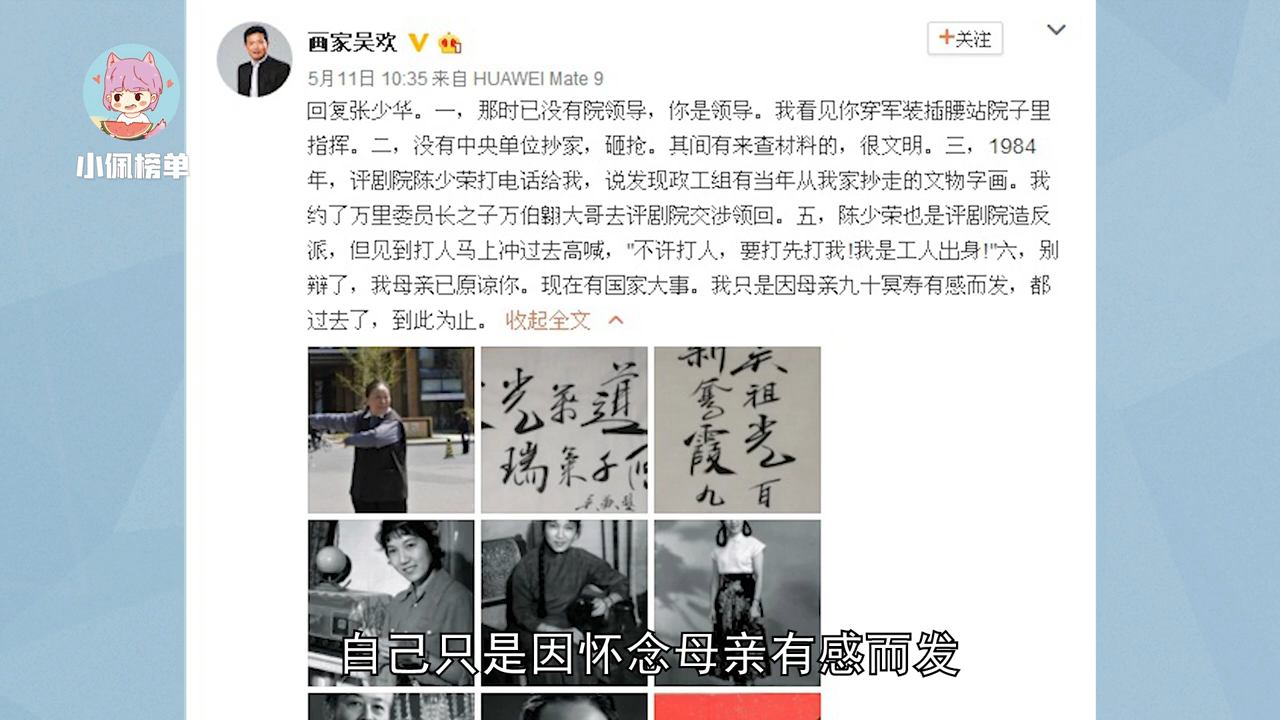 画家吴欢
+关注
5月11日 10:35 来自 HUAWEI Mate 9
回复张少华。一，那时已没有院领导，你是领导。我看见你穿军装插腰站院子里
指挥。二，没有中央单位抄家，砸抢。其间有来查材料的，很文明。三，1984
年，评剧院陈少荣打电话给我，说发现政工组有当年从我家抄走的文物字画。我
约了万里委员长之子万伯翱大哥去评剧院交涉领回。五，陈少荣也是评剧院造反
派，但见到打人马上冲过去高喊，"不许打人，要打先打我!我是工人出身!"六，别
辩了，我母亲已原谅你。现在有国家大事。我只是因母亲九十冥寿有感而发，都
过去了，到此为止。 收起全文
小佩榜单
光
瑞
吴祖光百
新
霞九
自己只是因怀念母亲有感而发